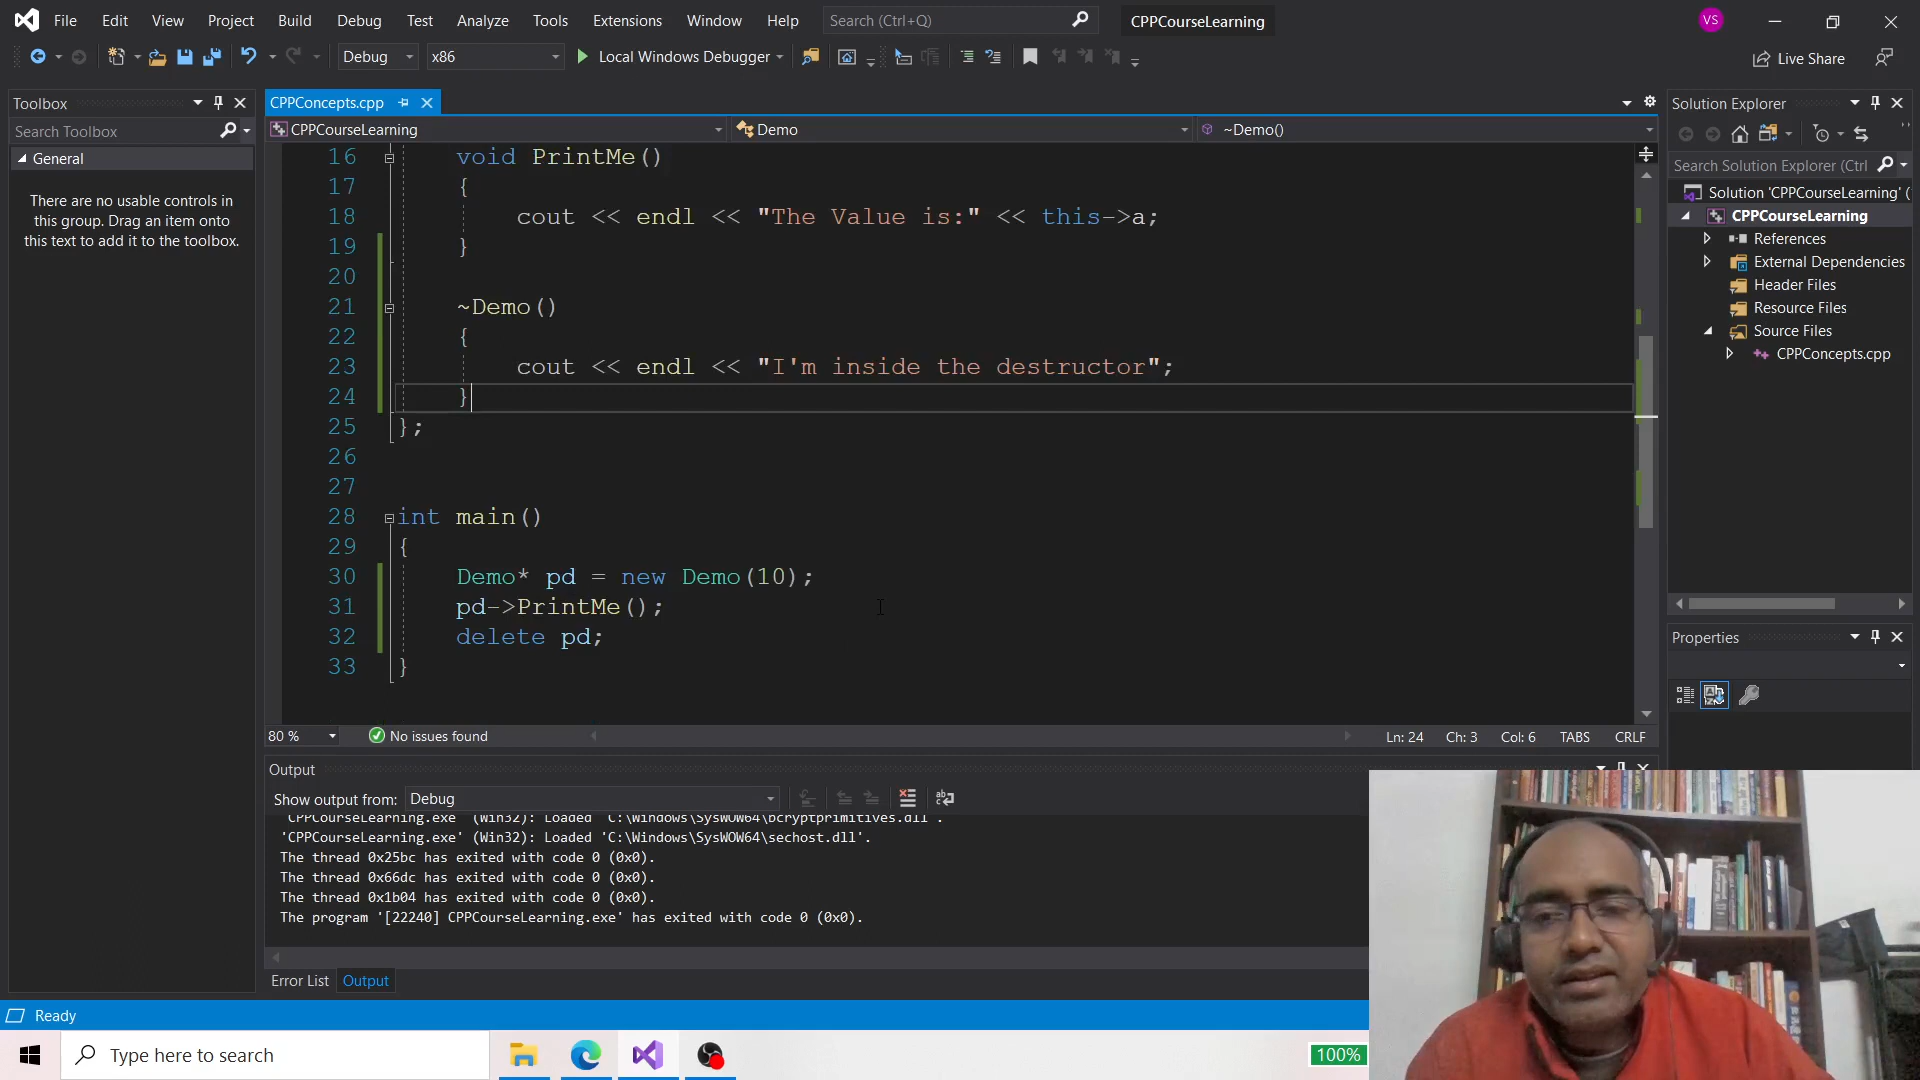 File Edit View Project Build Debug Test Analyze Tools Extensions Window Help Search (Ctrl+Q) CPPCourseLearning VS
Debug x86 Local Windows Debugger Live Share
Toolbox
Search Toolbox
General
There are no usable controls in
this group. Drag an item onto
this text to add it to the toolbox.
CPPConcepts.cpp
CPPCourseLearning Demo ~Demo()
16 void PrintMe()
17 {
18 cout << endl << "The Value is:" << this->a;
19 }
20
21 ~Demo()
22 {
23 cout << endl << "I'm inside the destructor";
24 }
25 };
26
27
28 int main()
29 {
30 Demo* pd = new Demo(10);
31 pd->PrintMe();
32 delete pd;
33 }
80 % No issues found Ln: 24 Ch: 3 Col: 6 TABS CRLF
Output
Show output from: Debug
'CPPCourseLearning.exe' (Win32): Loaded 'C:\Windows\SysWOW64\bcryptprimitives.dll'.
'CPPCourseLearning.exe' (Win32): Loaded 'C:\Windows\SysWOW64\sechost.dll'.
The thread 0x25bc has exited with code 0 (0x0).
The thread 0x66dc has exited with code 0 (0x0).
The thread 0x1b04 has exited with code 0 (0x0).
The program '[22240] CPPCourseLearning.exe' has exited with code 0 (0x0).
Error List Output
Solution Explorer
Search Solution Explorer (Ctrl
Solution 'CPPCourseLearning' (
CPPCourseLearning
References
External Dependencies
Header Files
Resource Files
Source Files
CPPConcepts.cpp
Properties
Ready
Type here to search
100%